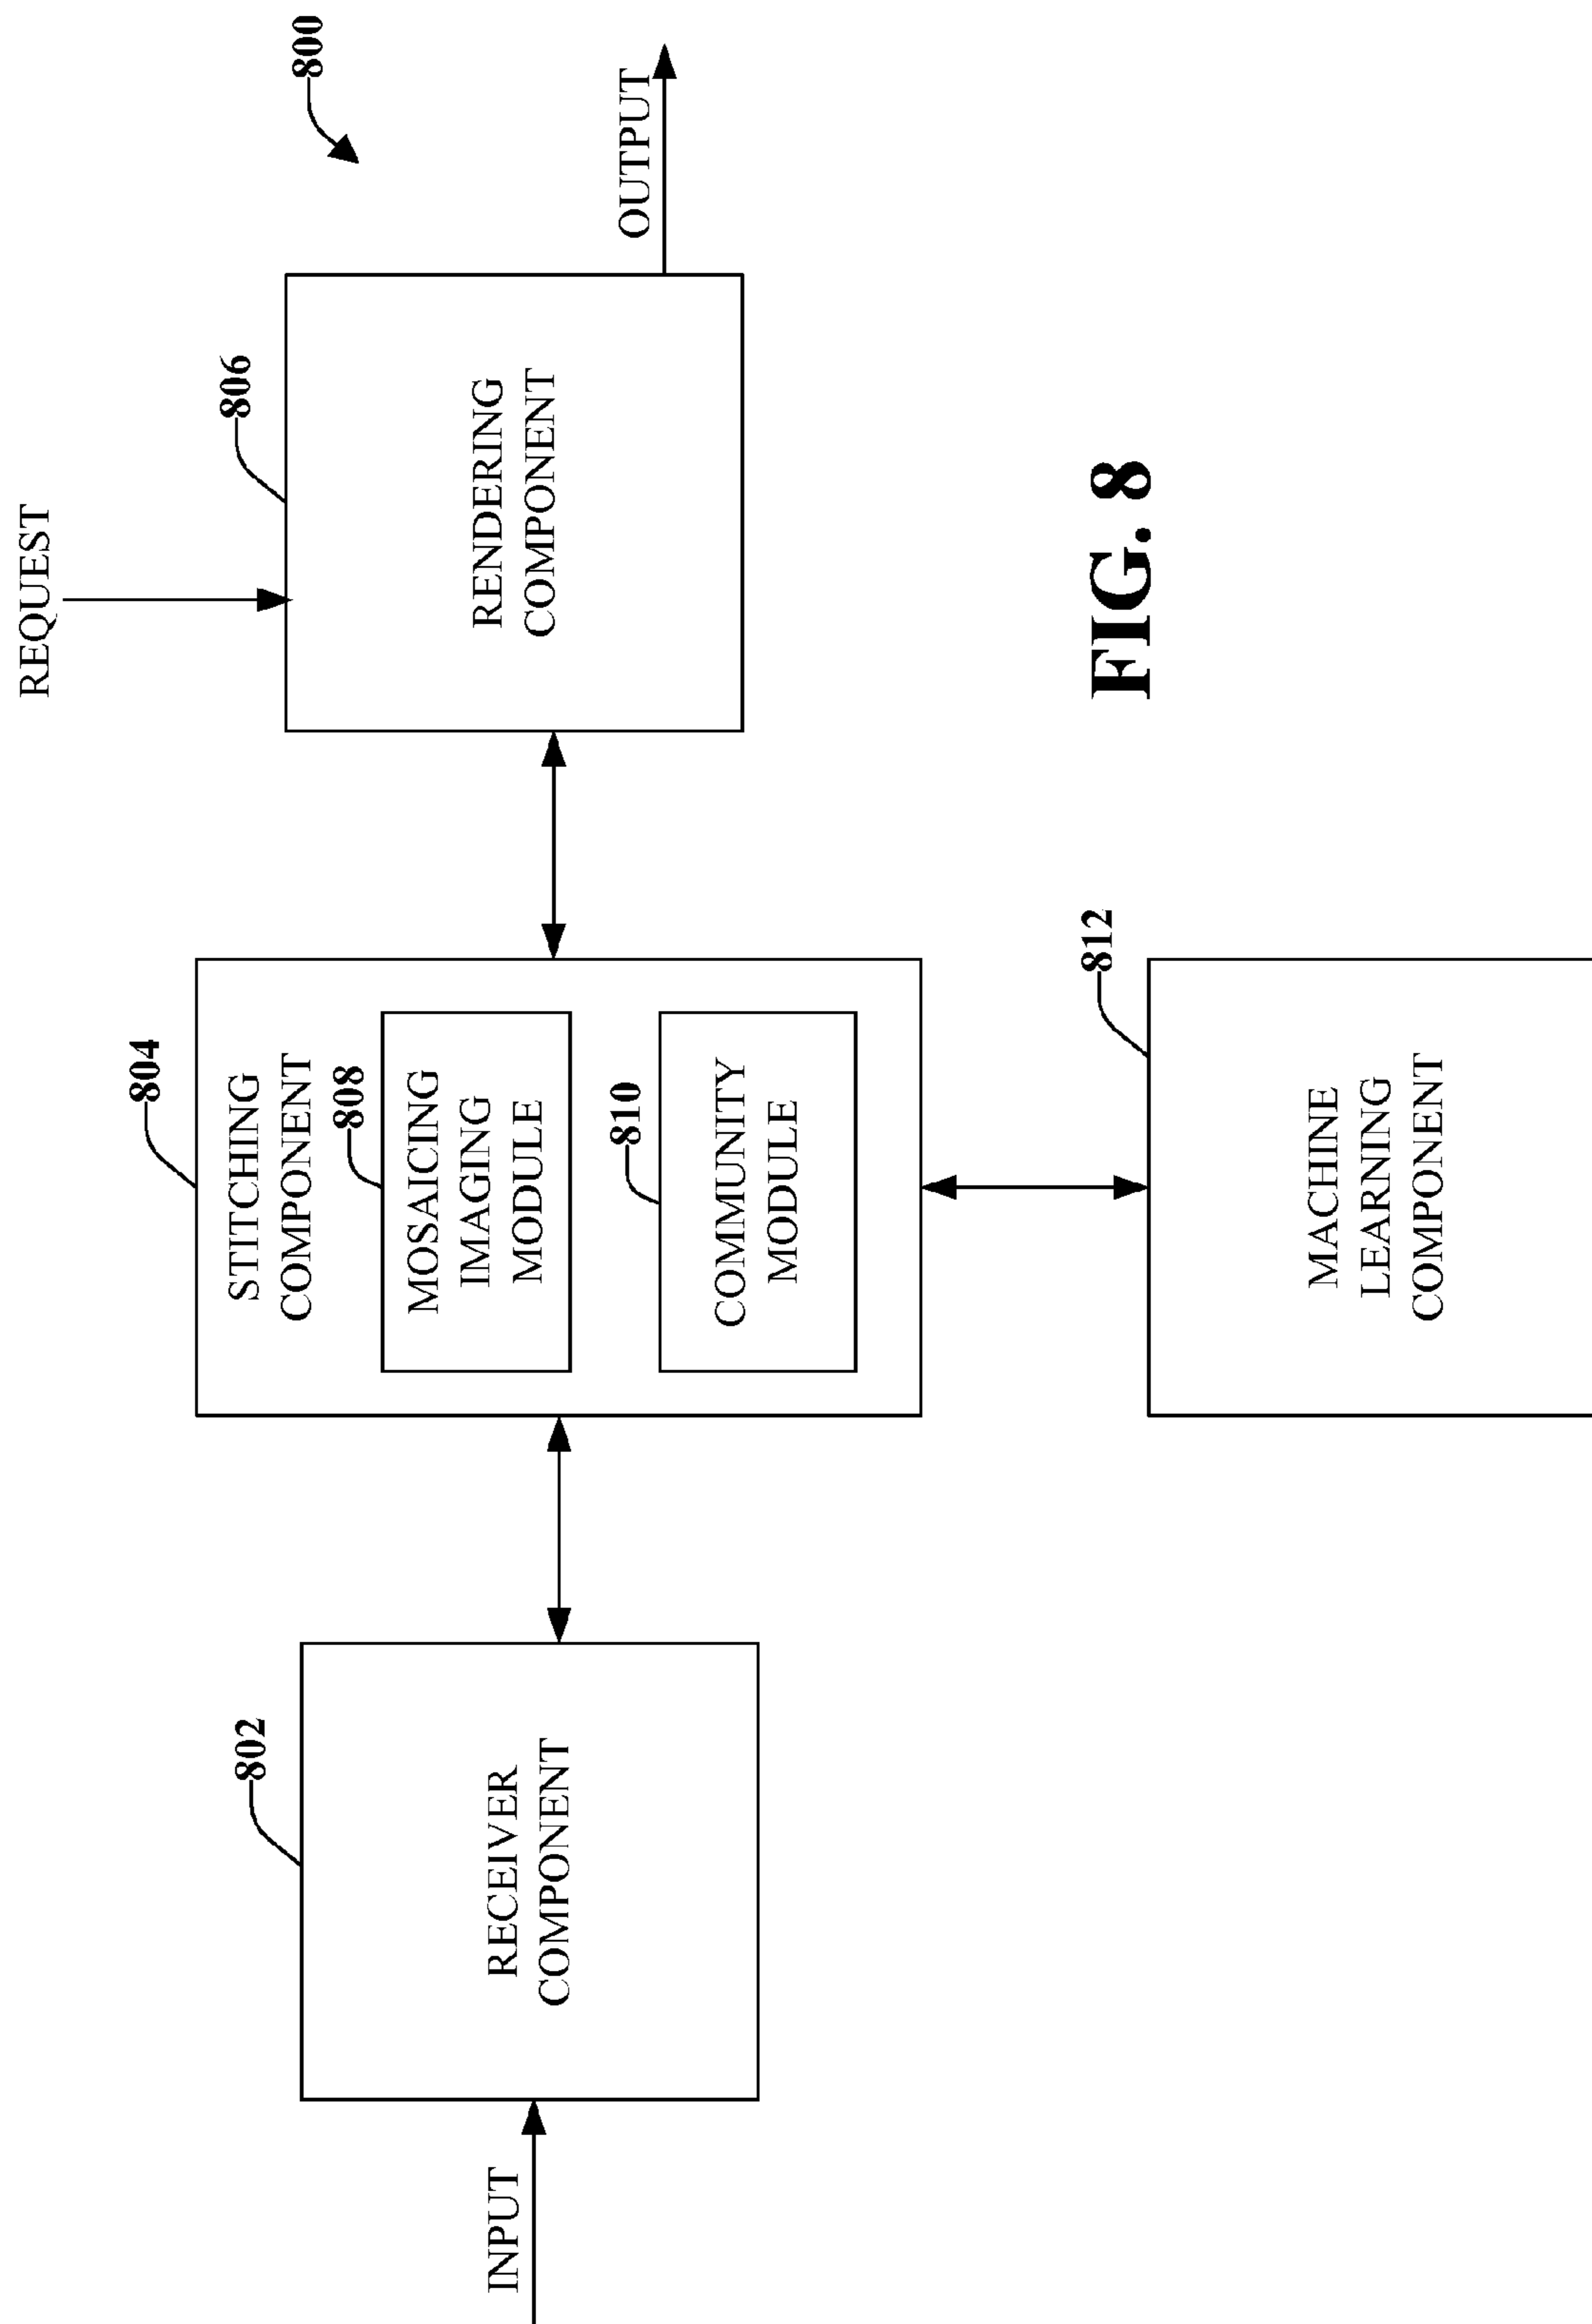 800
REQUEST
806
RENDERING
COMPONENT
OUTPUT
804
STITCHING
COMPONENT
808
MOSAICING
IMAGING
MODULE
810
COMMUNITY
MODULE
802
RECEIVER
COMPONENT
INPUT
812
MACHINE
LEARNING
COMPONENT
FIG. 8